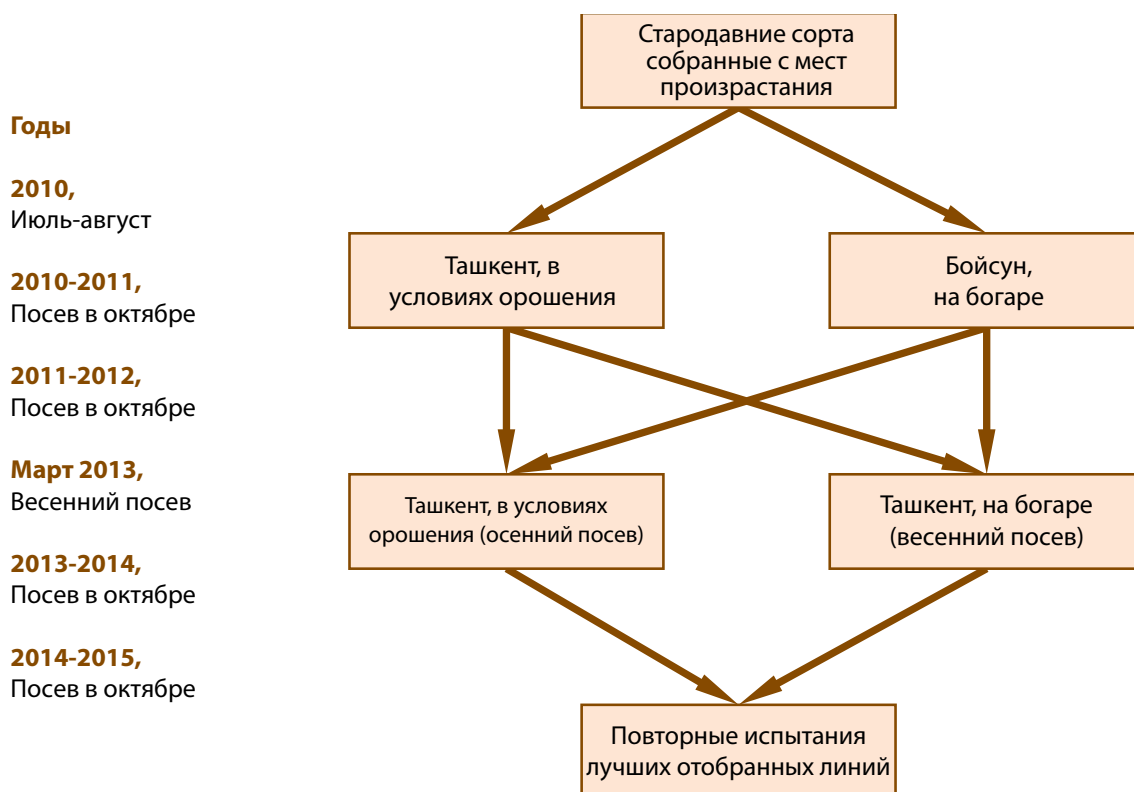 Стародавние сорта
собранные с мест
произрастания
Годы
2010,
Июль-август
2010-2011,
Посев в октябре
2011-2012,
Посев в октябре
Март 2013,
Весенний посев
2013-2014,
Посев в октябре
2014-2015,
Посев в октябре
Ташкент, в
условиях орошения
Бойсун,
на богаре
Ташкент, в условиях
орошения (осенний посев)
Ташкент, на богаре
(весенний посев)
Повторные испытания
лучших отобранных линий